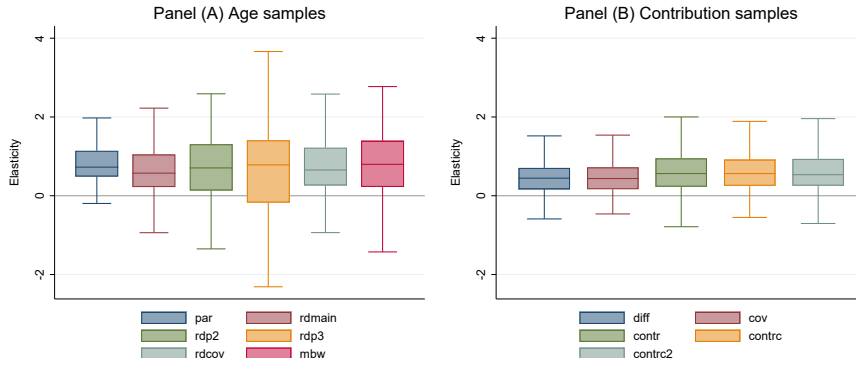 Panel (A) Age samples
Elasticity
4
2
0
-2
par
rdmain
rdp2
rdp3
rdcov
mbw
Panel (B) Contribution samples
Elasticity
4
2
0
-2
diff
cov
contr
contrc
contrc2